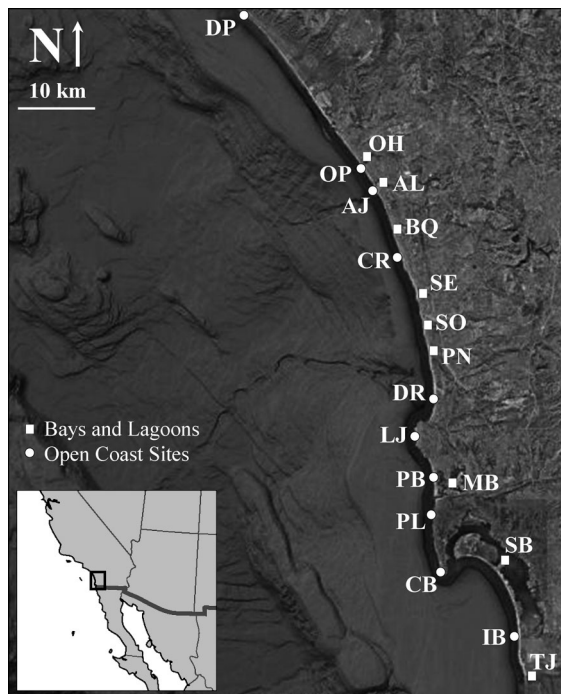 DP
N
10 km
OH
OP
AL
AJ
BQ
CR
SE
SO
PN
DR
Bays and Lagoons
LJ
Open Coast Sites
PB
MB
PL
SB
CB
IB
TJ